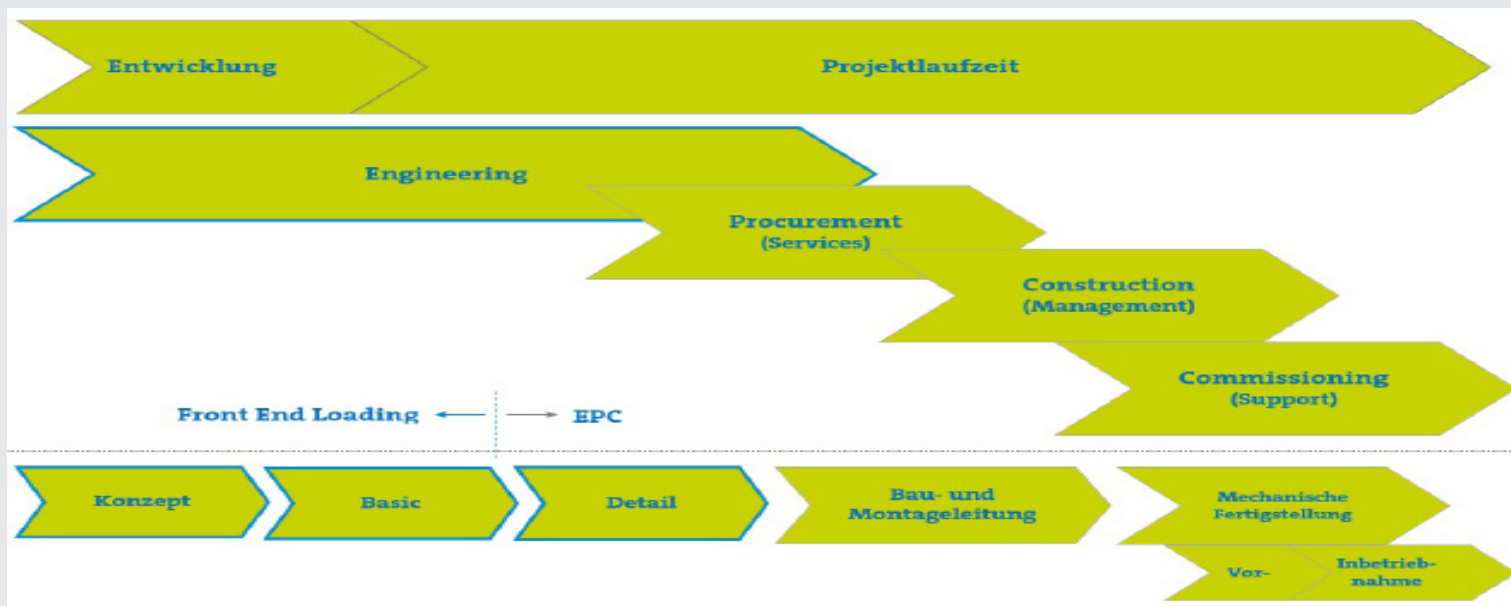 Entwicklung
Projektlaufzeit
Engineering
Procurement
(Services)
Construction
(Management)
Commissioning
(Support)
Front End Loading
EPC
Konzept
Basic
Detail
Bau- und
Montageleitung
Mechanische
Fertigstellung
Vor-
Inbetrieb-
nahme